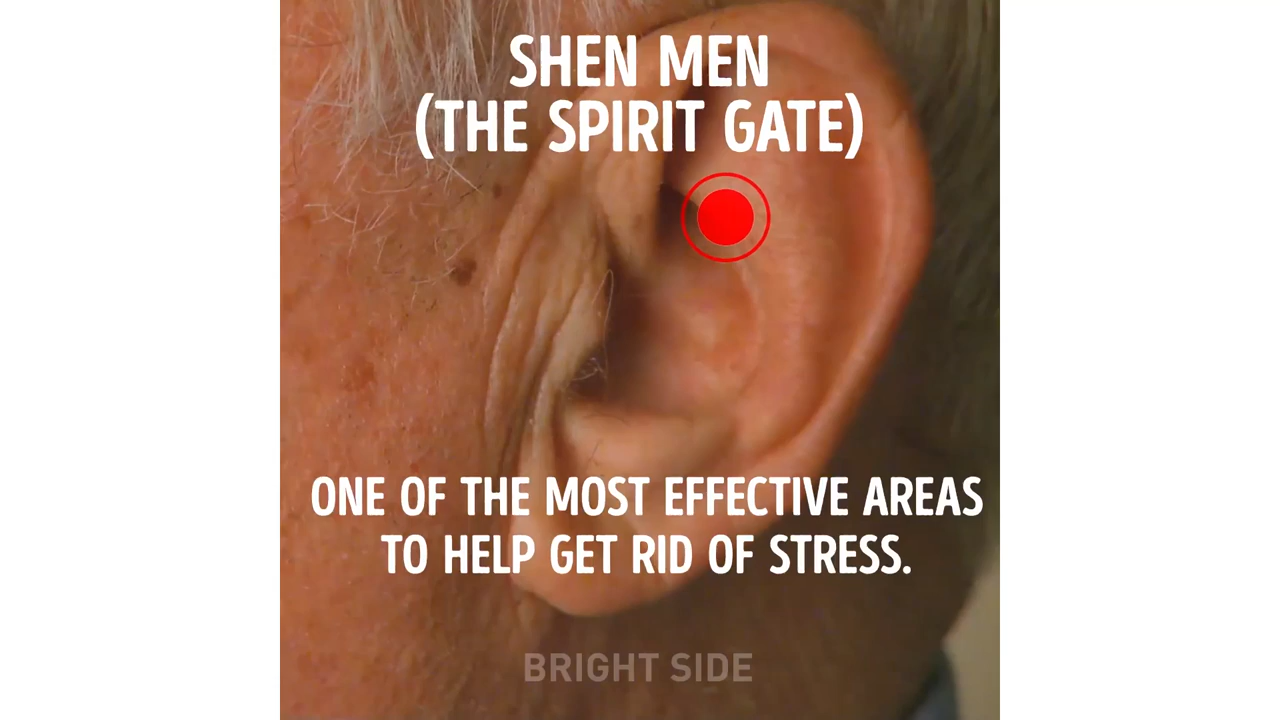 SHEN MEN
(THE SPIRIT GATE)
ONE OF THE MOST EFFECTIVE AREAS
TO HELP GET RID OF STRESS.
BRIGHT SIDE